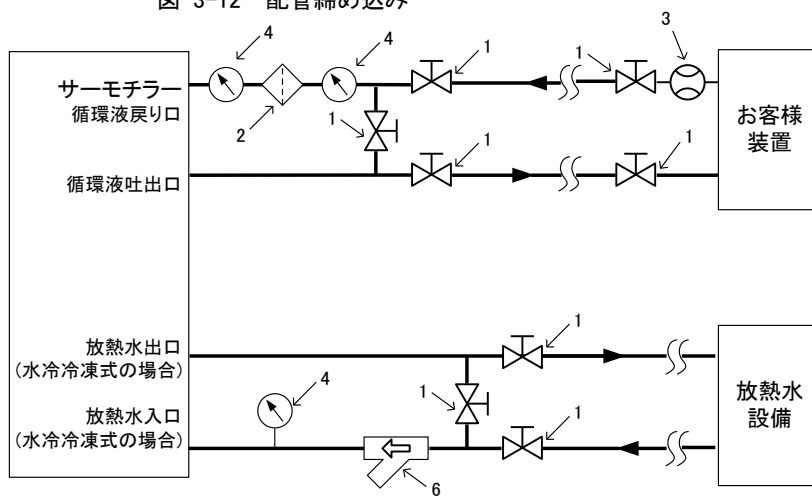 図 3-12 配管締め込み
4
4
1
1
3
サーモチラー
循環液戻り口
2
1
お客様
装置
1
1
循環液吐出口
放熱水出口
(水冷冷凍式の場合)
1
4
1
放熱水入口
(水冷冷凍式の場合)
1
放熱水
設備
6